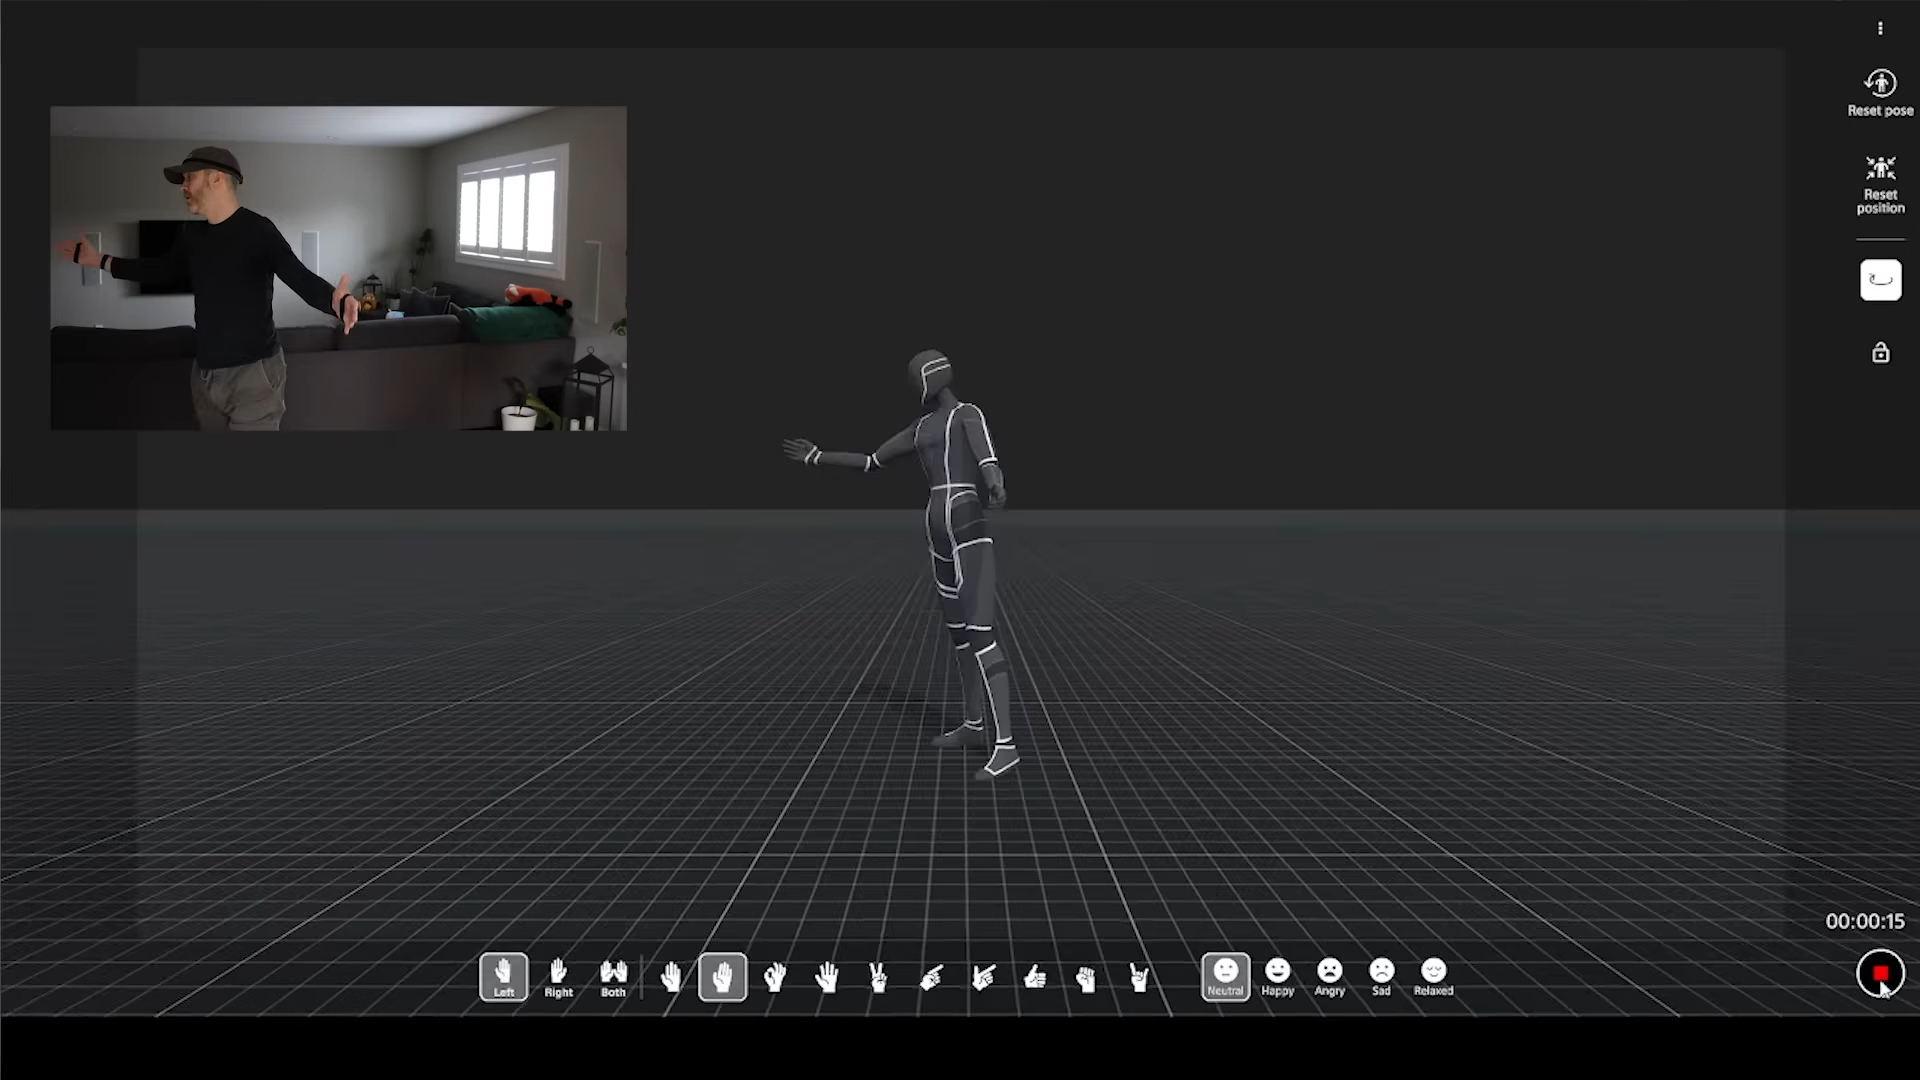 Reset pose
Reset
position
00:00:15
Left
Right
Both
Neutral
Happy
Angry
Sad
Relaxed